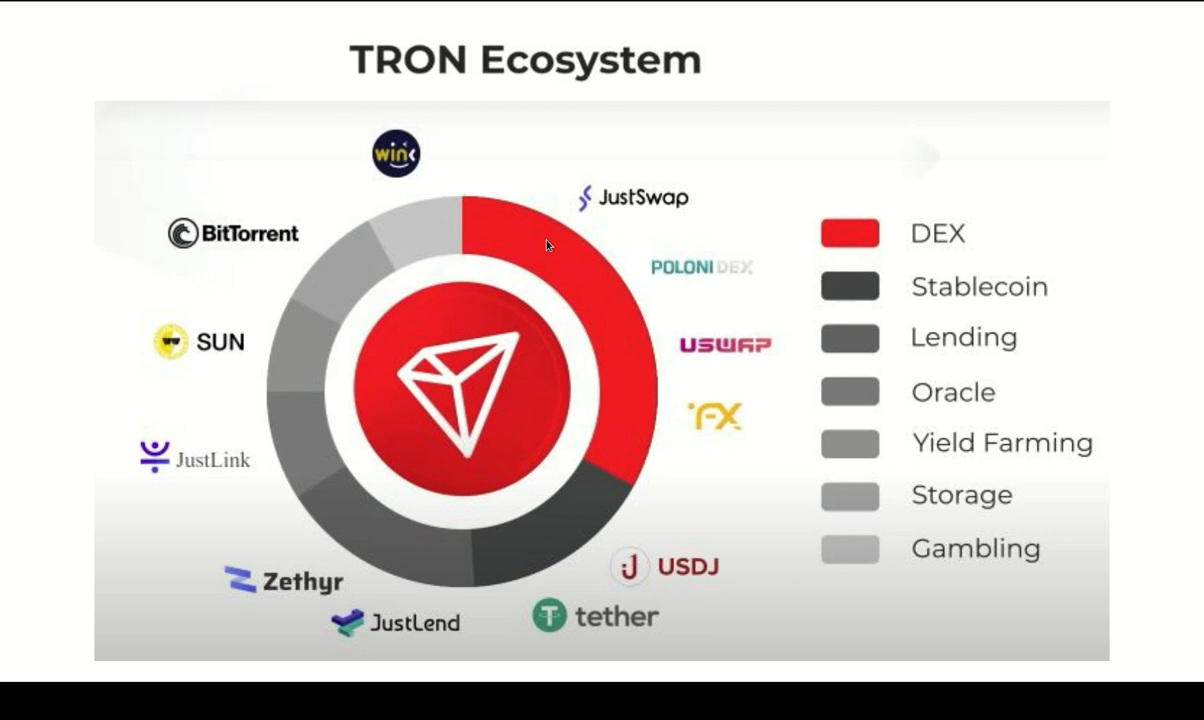 TRON Ecosystem
wink
JustSwap
BitTorrent
DEX
POLONIDEX
Stablecoin
SUN
USWAP
Lending
Oracle
FX
Yield Farming
JustLink
Storage
Gambling
USDJ
Zethyr
JustLend
T tether